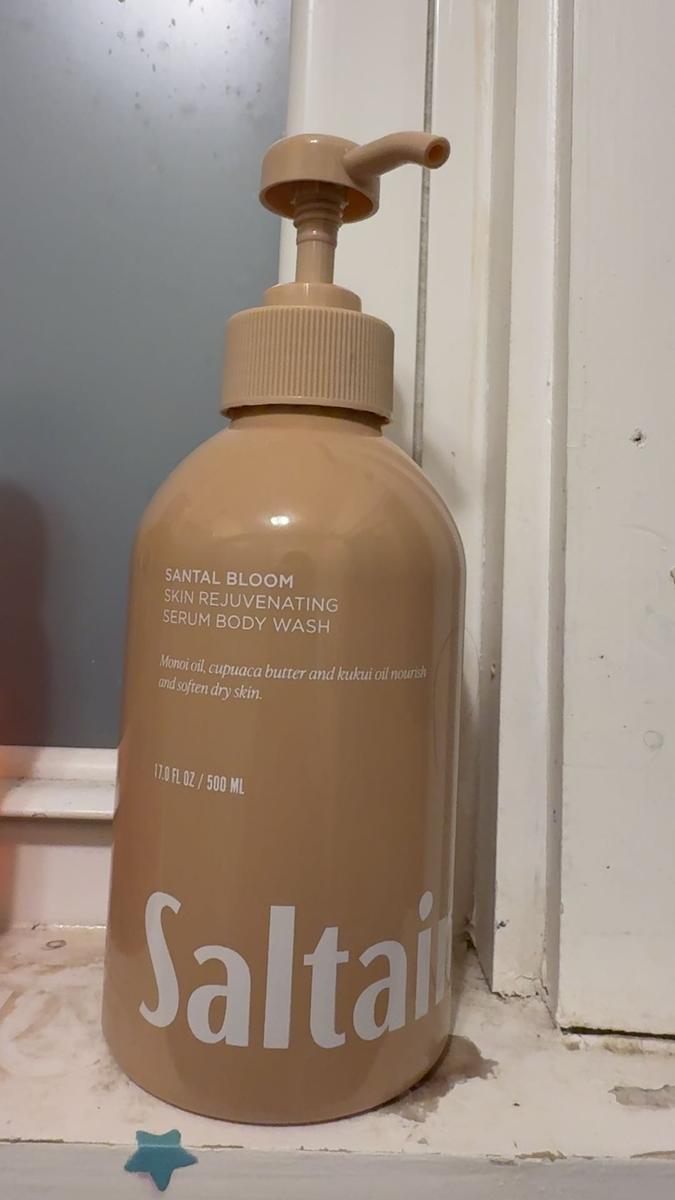 SANTAL BLOOM
SKIN REJUVENATING
SERUM BODY WASH
Monoi oil, cupuaca butter and kukui oil nourish
and soften dry skin.
17.0 FL OZ / 500 ML
Saltair